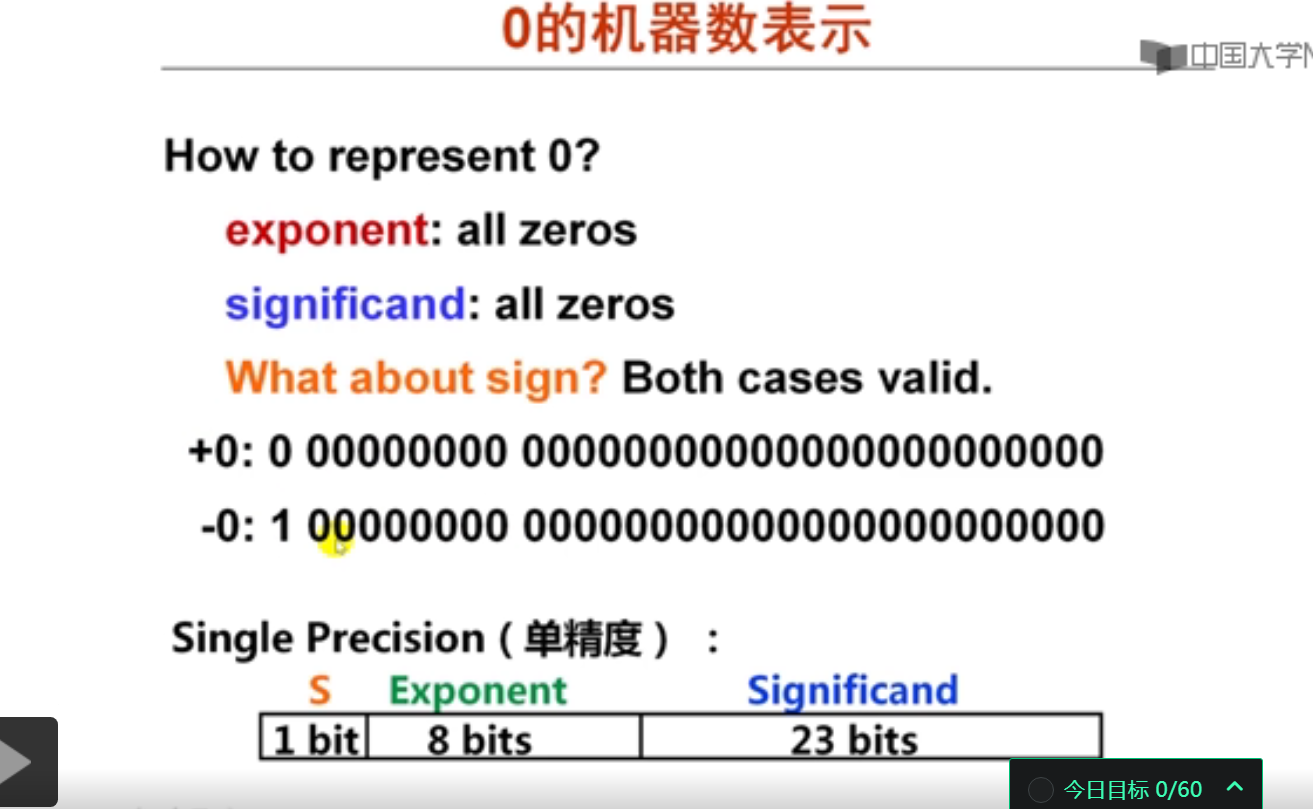 0的机器数表示
中国大学
How to represent 0?
exponent: all zeros
significand: all zeros
What about sign? Both cases valid.
+0: 0 00000000 00000000000000000000000
-0: 1 00000000 00000000000000000000000
Single Precision ( 单精度 ) :
S Exponent Significand
1 bit 8 bits 23 bits
今日目标 0/60